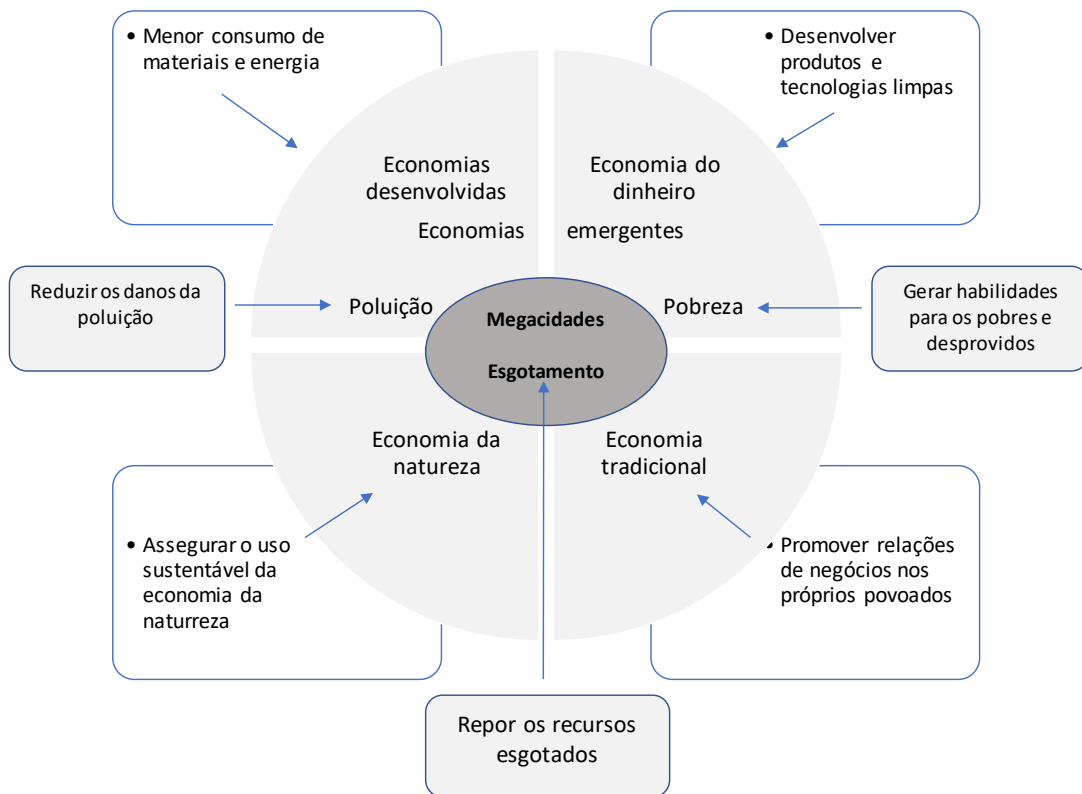 • Menor consumo de
materiais e energia
• Desenvolver
produtos e
tecnologias limpas
Economias
desenvolvidas
Economia do
dinheiro
Economias emergentes
Reduzir os danos da
poluição
Poluição
Megacidades
Esgotamento
Pobreza
Gerar habilidades
para os pobres e
desprovidos
Economia da
natureza
Economia
tradicional
• Assegurar o uso
sustentável da
economia da
naturreza
• Promover relações
de negócios nos
próprios povoados
Repor os recursos
esgotados